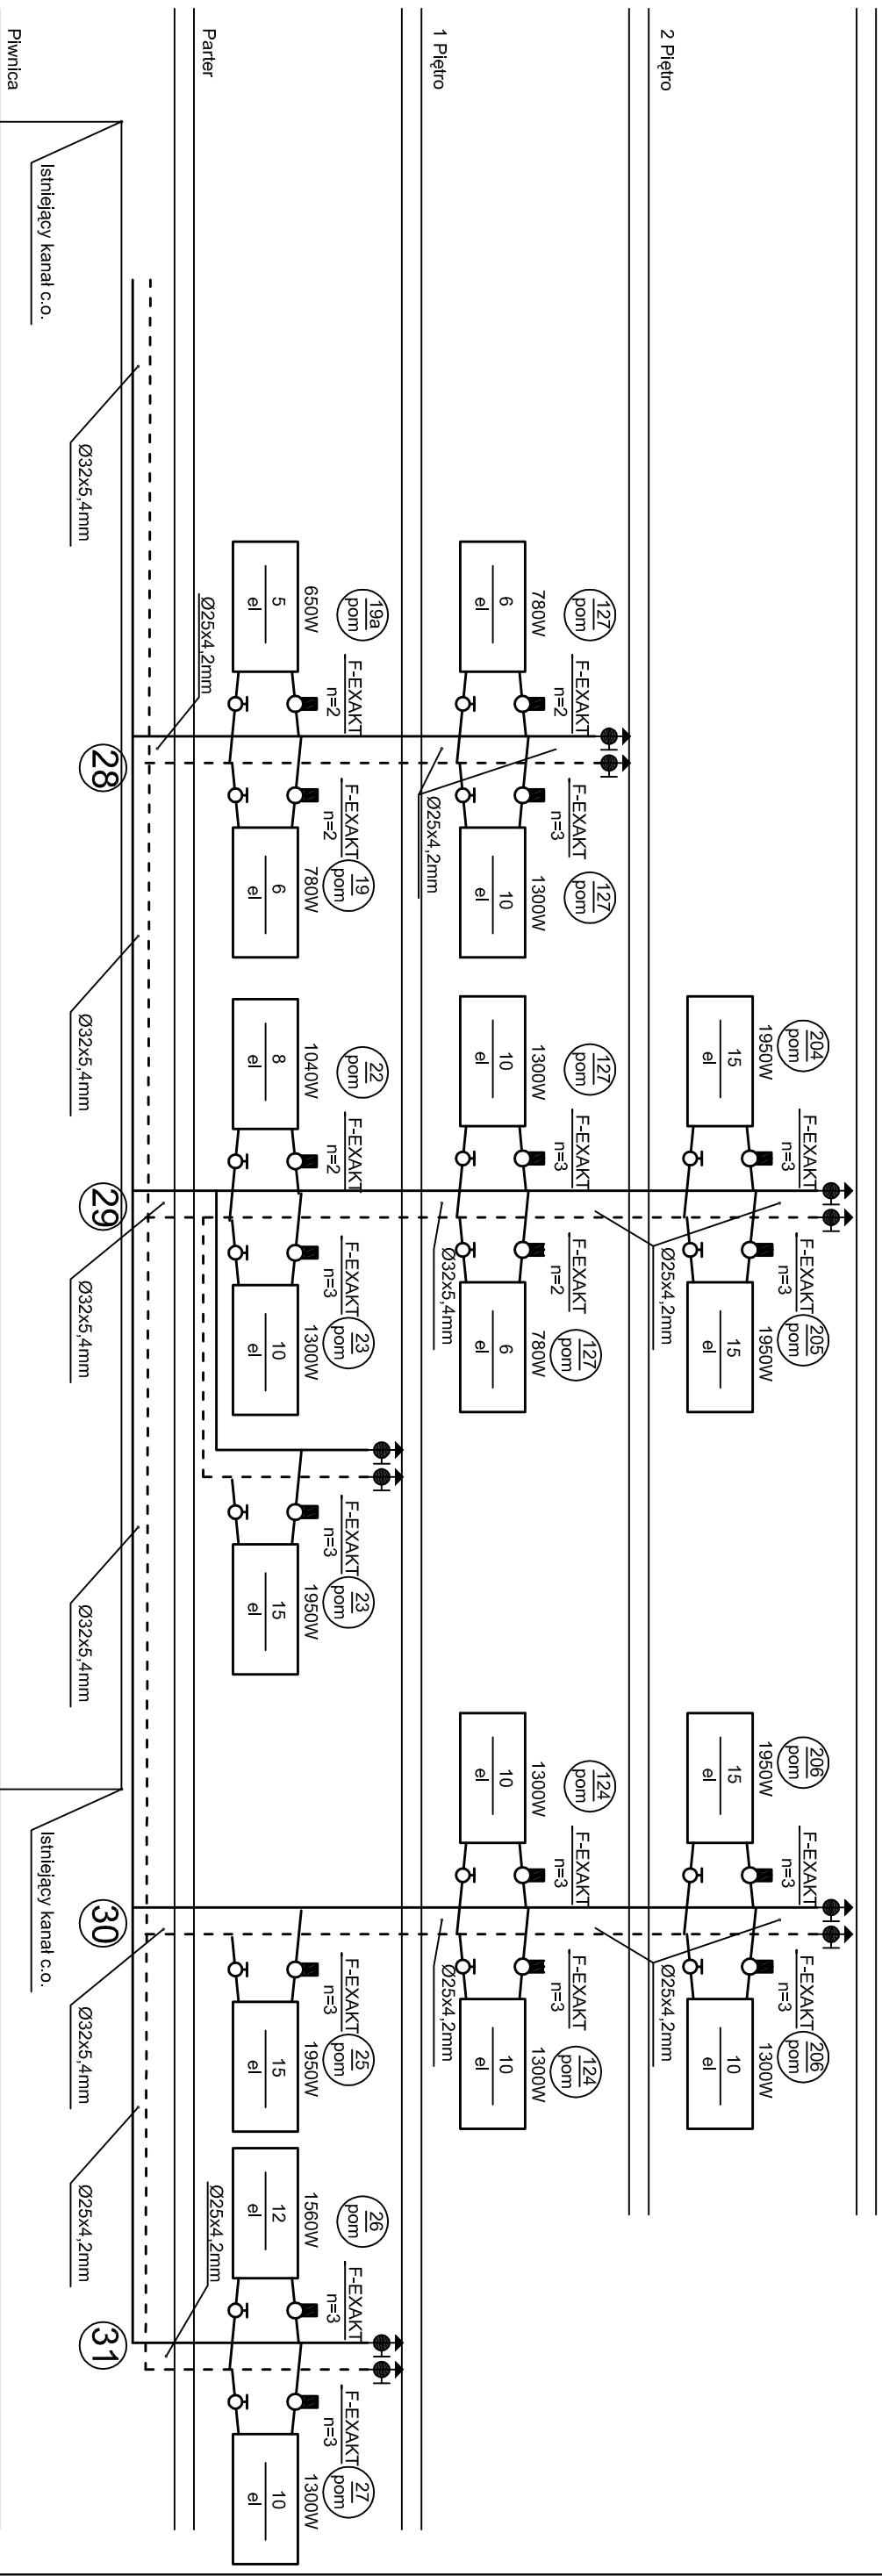 2 Piętro
204
pom
1950W
15
el
F-EXAKT
n=3
F-EXAKT
n=3
205
pom
1950W
15
el
Ø25x4,2mm
206
pom
1950W
15
el
F-EXAKT
n=3
F-EXAKT
n=3
206
pom
1300W
10
el
Ø25x4,2mm
1 Piętro
127
pom
780W
6
el
F-EXAKT
n=2
F-EXAKT
n=3
127
pom
1300W
10
el
Ø25x4,2mm
127
pom
1300W
10
el
F-EXAKT
n=3
F-EXAKT
n=2
127
pom
780W
6
el
Ø32x5,4mm
124
pom
1300W
10
el
F-EXAKT
n=3
F-EXAKT
n=3
124
pom
1300W
10
el
Ø25x4,2mm
Parter
19a
pom
650W
5
el
F-EXAKT
n=2
Ø25x4,2mm
F-EXAKT
n=2
19
pom
780W
6
el
22
pom
1040W
8
el
F-EXAKT
n=2
F-EXAKT
n=3
23
pom
1300W
10
el
F-EXAKT
n=3
23
pom
1950W
15
el
F-EXAKT
n=3
25
pom
1950W
15
el
26
pom
1560W
12
el
F-EXAKT
n=3
Ø25x4,2mm
F-EXAKT
n=3
27
pom
1300W
10
el
28
29
30
31
Ø32x5,4mm
Ø32x5,4mm
Ø32x5,4mm
Ø32x5,4mm
Ø32x5,4mm
Ø25x4,2mm
Istniejący kanał c.o.
Istniejący kanał c.o.
Piwnica